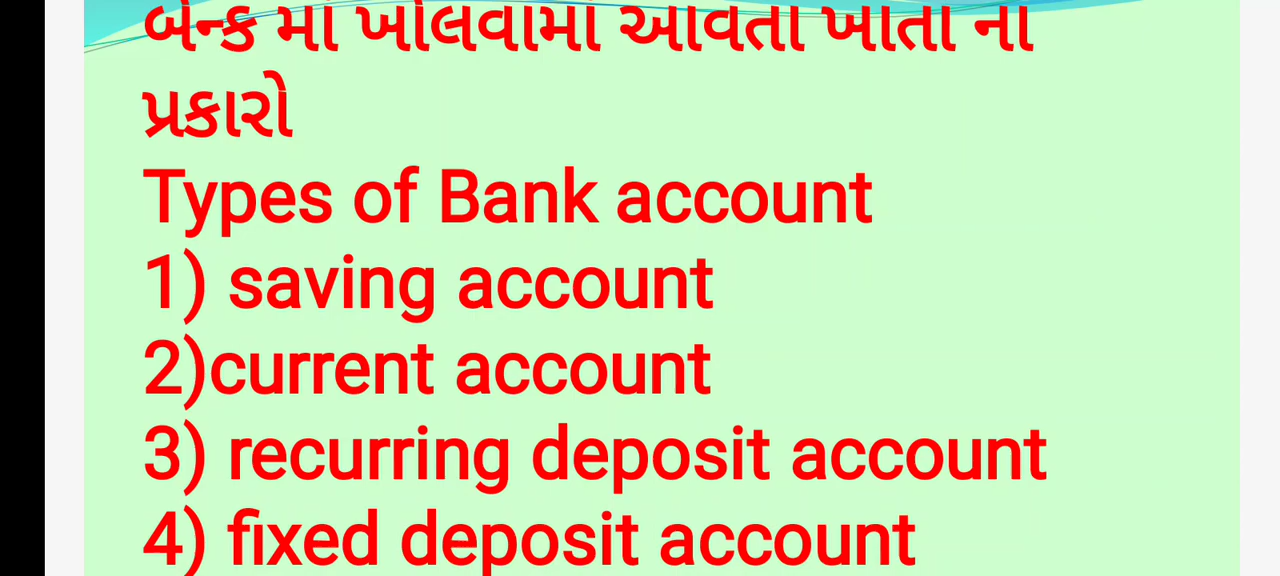 બેન્ક માં ખોલવામાં આવતા ખાતા ના
પ્રકારો
Types of Bank account
1) saving account
2)current account
3) recurring deposit account
4) fixed deposit account